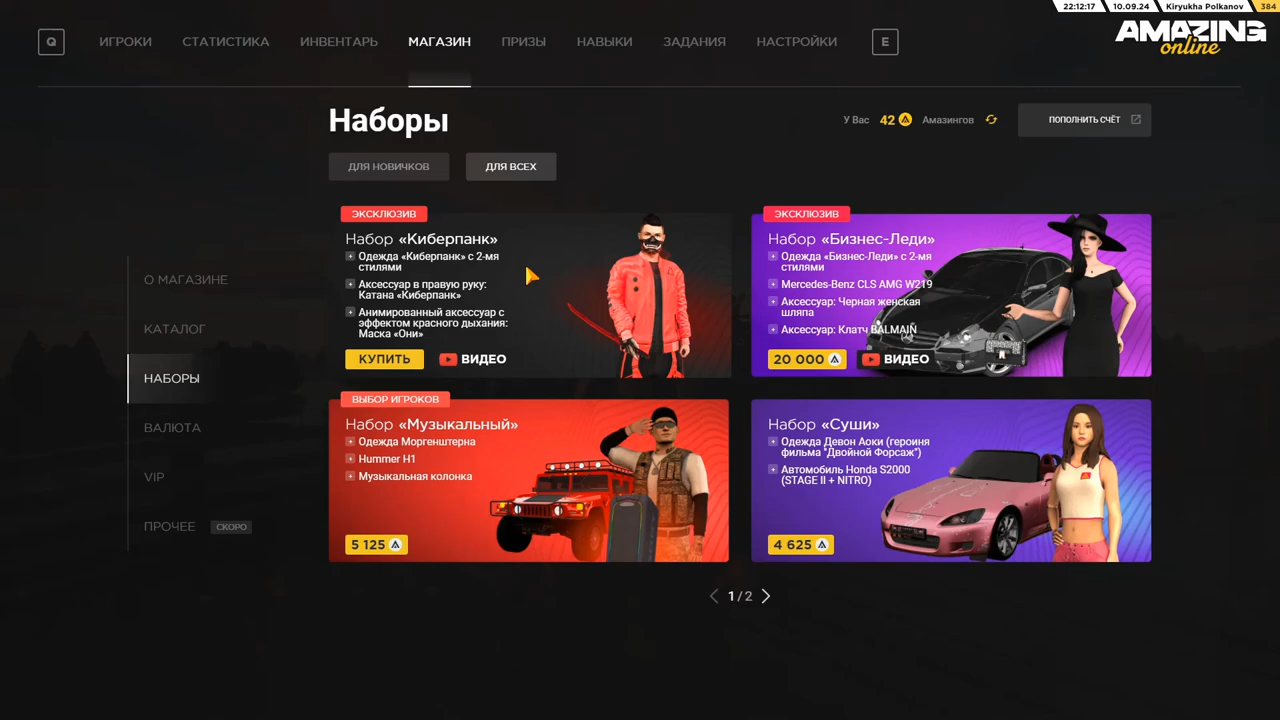 22:12:17 10.09.24 Kiryukha Polkanov 384
Q ИГРОКИ СТАТИСТИКА ИНВЕНТАРЬ МАГАЗИН ПРИЗЫ НАВЫКИ ЗАДАНИЯ НАСТРОЙКИ E
AMAZING
online
Наборы
У Вас 42 Амазингов
ПОПОЛНИТЬ СЧЁТ
ДЛЯ НОВИЧКОВ ДЛЯ ВСЕХ
О МАГАЗИНЕ
КАТАЛОГ
НАБОРЫ
ВАЛЮТА
VIP
ПРОЧЕЕ СКОРО
ЭКСКЛЮЗИВ
Набор «Киберпанк»
Одежда «Киберпанк» с 2-мя
стилями
Аксессуар в правую руку:
Катана «Киберпанк»
Анимированный аксессуар с
эффектом красного дыхания:
Маска «Они»
КУПИТЬ ВИДЕО
ЭКСКЛЮЗИВ
Набор «Бизнес-Леди»
Одежда «Бизнес-Леди» с 2-мя
стилями
Mercedes-Benz CLS AMG W219
Аксессуар: Черная женская
шляпа
Аксессуар: Клатч BALMAIN
20 000 ВИДЕО
ВЫБОР ИГРОКОВ
Набор «Музыкальный»
Одежда Моргенштерна
Hummer H1
Музыкальная колонка
5 125
Набор «Суши»
Одежда Девон Аоки (героиня
фильма "Двойной Форсаж")
Автомобиль Honda S2000
(STAGE II + NITRO)
4 625
1 / 2